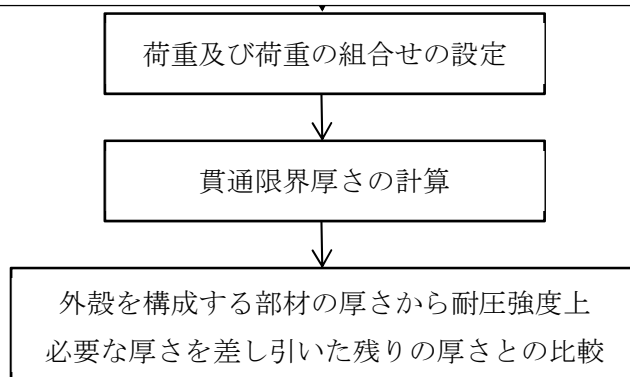 荷重及び荷重の組合せの設定
貫通限界厚さの計算
外殻を構成する部材の厚さから耐圧強度上
必要な厚さを差し引いた残りの厚さとの比較